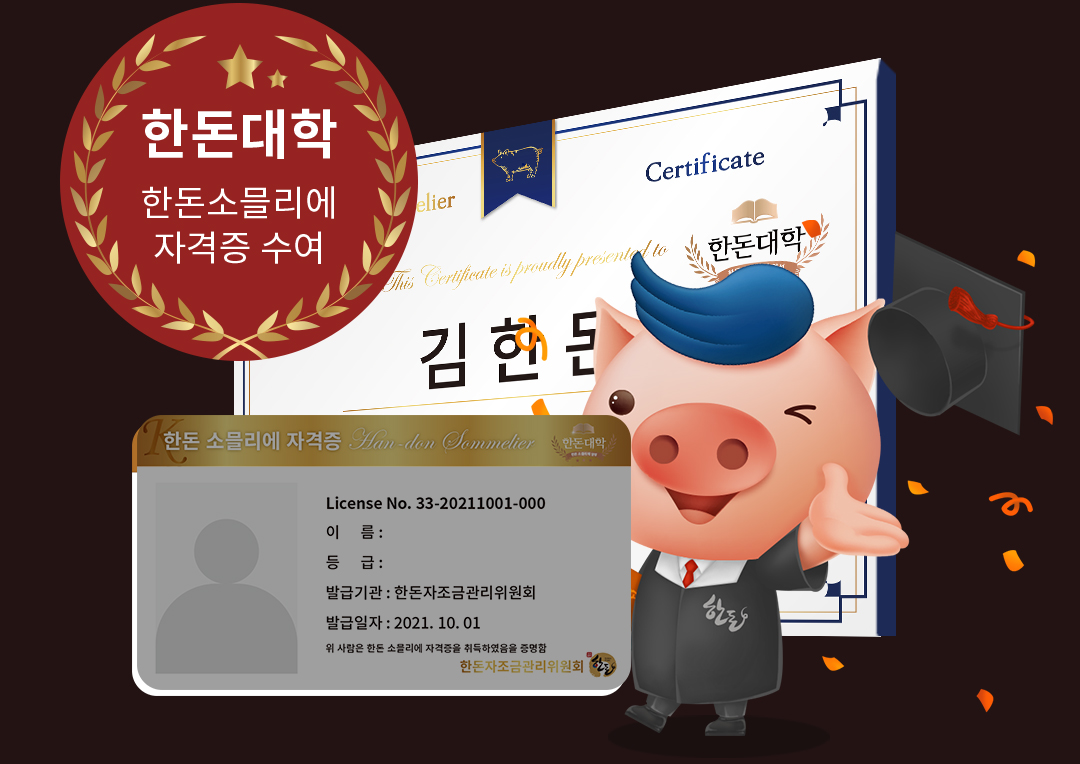 한돈대학
한돈소믈리에
자격증 수여
elier
Certificate
This Certificate is proudly presented to
한돈대학
김한돈
K
한돈 소믈리에 자격증 Han-don Sommelier
한돈대학
License No. 33-20211001-000
이 름 :
등 급 :
발급기관 : 한돈자조금관리위원회
발급일자 : 2021. 10. 01
위 사람은 한돈 소믈리에 자격증을 취득하였음을 증명함
한돈자조금관리위원회
한돈
한돈